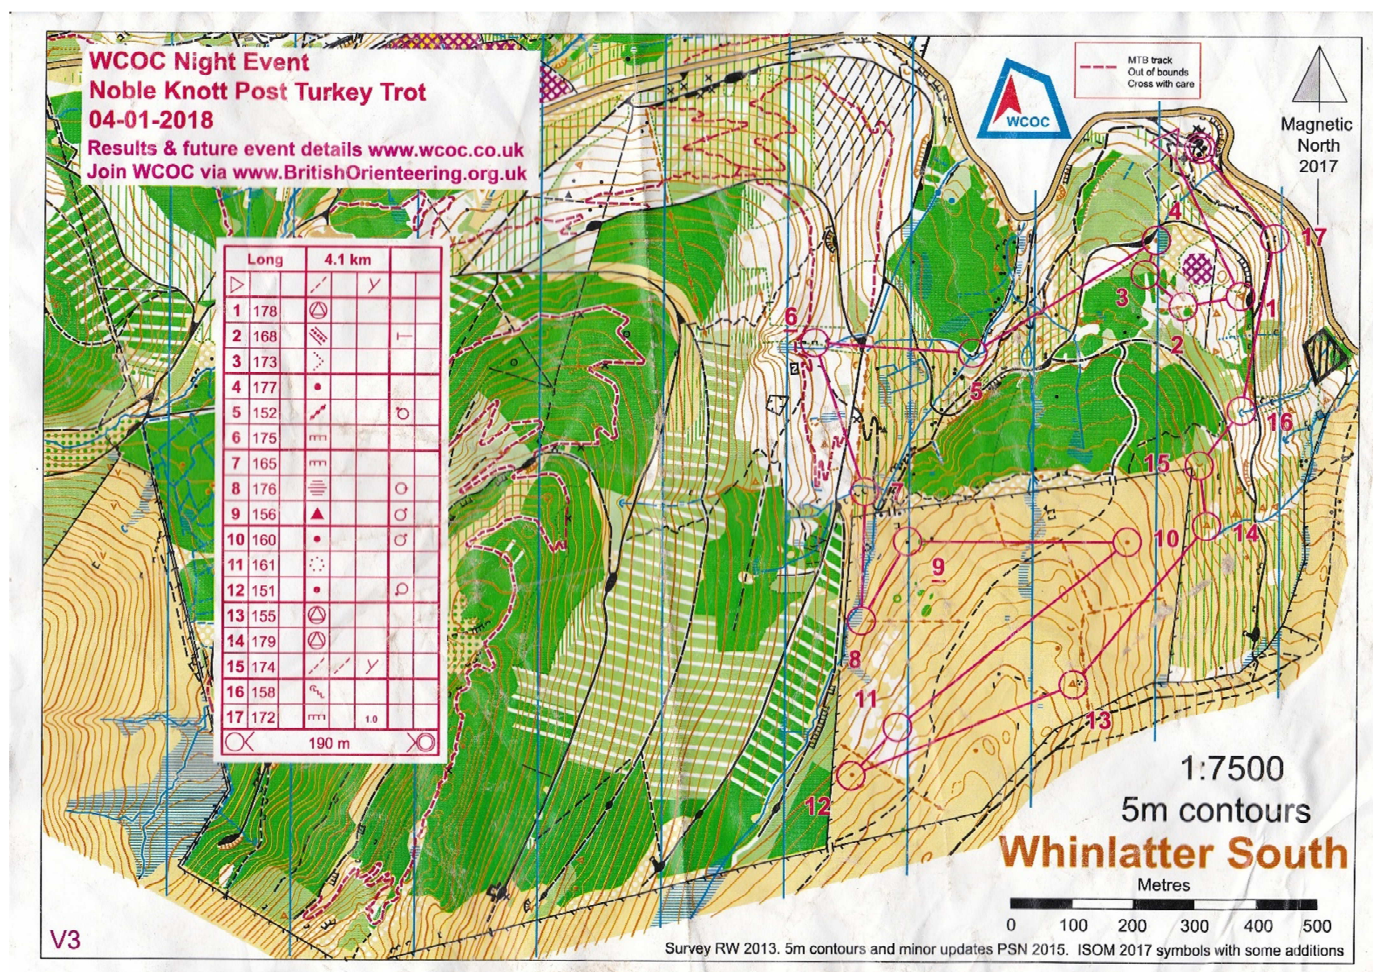 WCOC Night Event
Noble Knott Post Turkey Trot
04-01-2018
Results & future event details www.wcoc.co.uk
Join WCOC via www.BritishOrienteering.org.uk
WCOC
MTB track
Out of bounds
Cross with care
Magnetic
North
2017
Long 4.1 km
1 178
2 168
3 173
4 177
5 152
6 175
7 165
8 176
9 156
10 160
11 161
12 151
13 155
14 179
15 174
16 158
17 172 1.0
190 m
4
17
3
1
6
2
5
16
15
7
14
10
9
8
11
13
12
1:7500
5m contours
Whinlatter South
Metres
0 100 200 300 400 500
V3
Survey RW 2013. 5m contours and minor updates PSN 2015. ISOM 2017 symbols with some additions